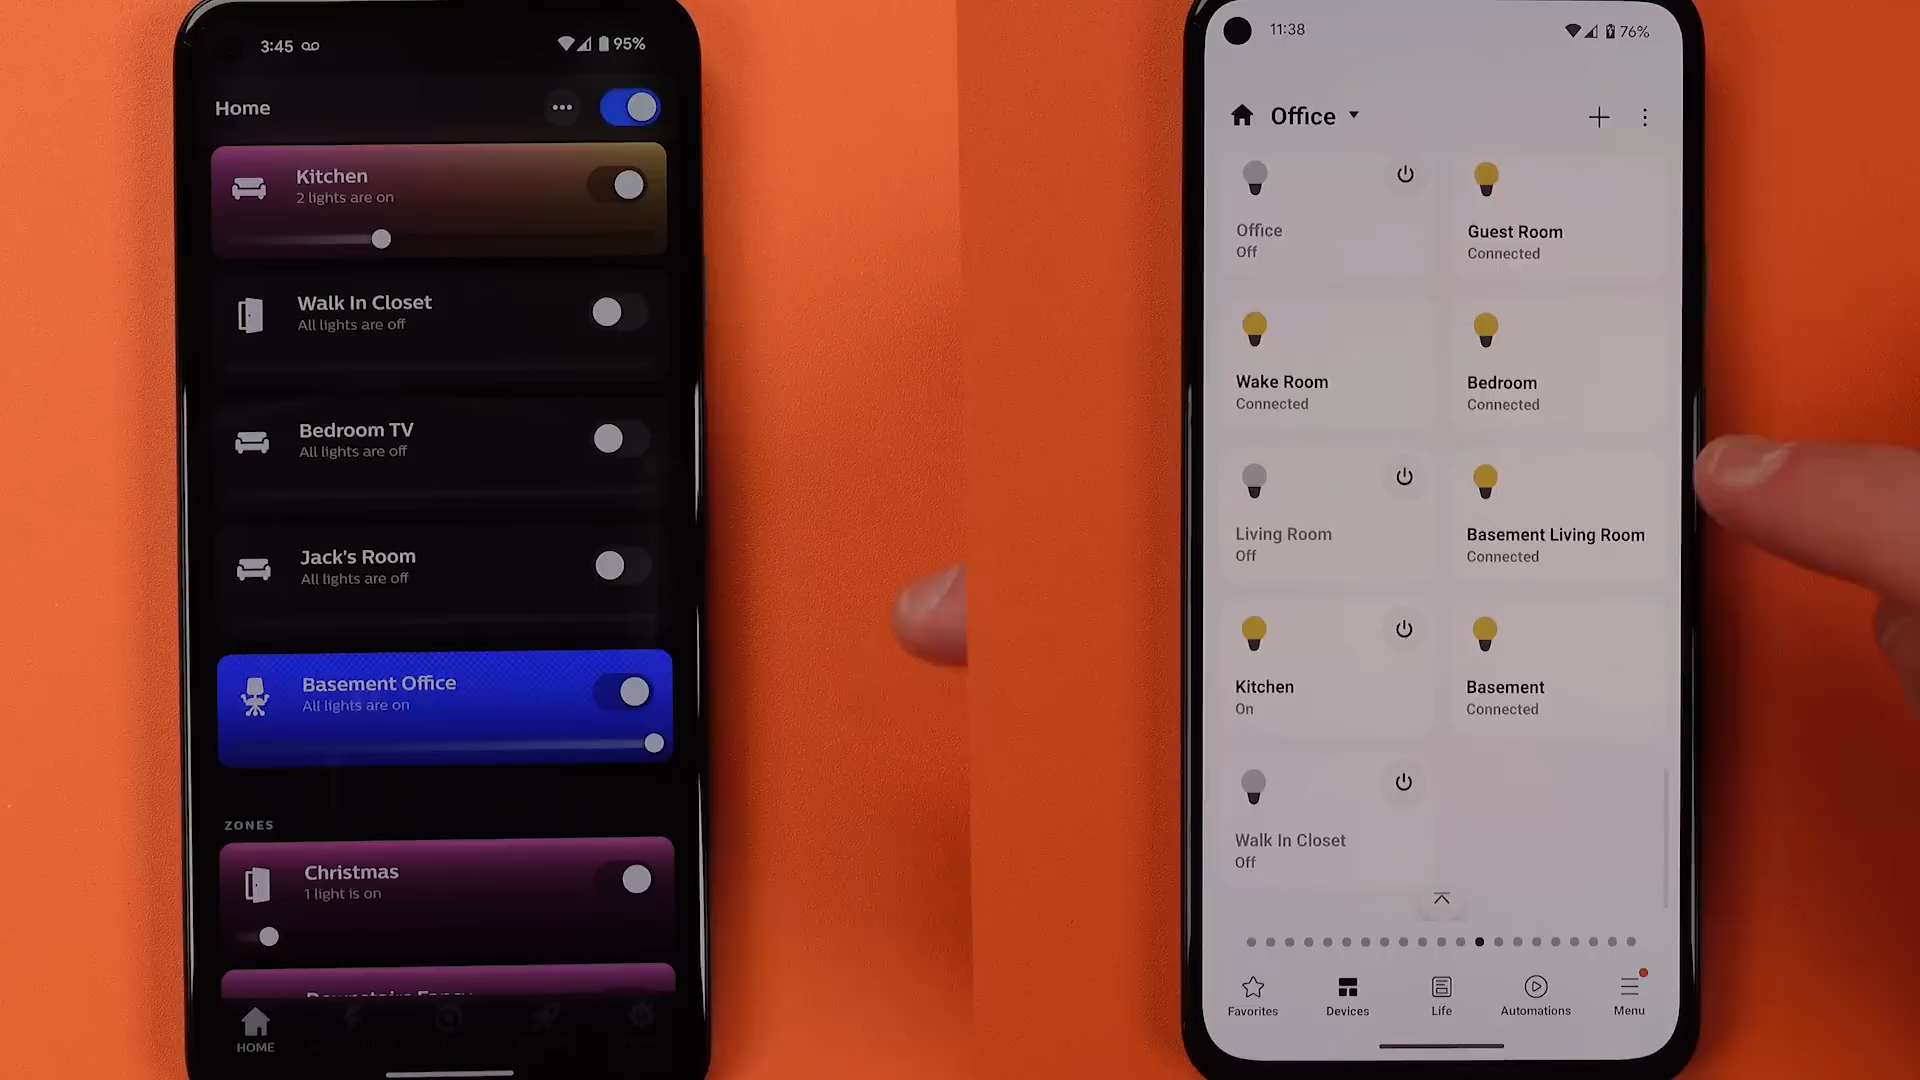 3:45
95%
Home
Kitchen
2 lights are on
Walk In Closet
All lights are off
Bedroom TV
All lights are off
Jack's Room
All lights are off
Basement Office
All lights are on
ZONES
Christmas
1 light is on
HOME
11:38
76%
Office
Office
Off
Guest Room
Connected
Wake Room
Connected
Bedroom
Connected
Living Room
Off
Basement Living Room
Connected
Kitchen
On
Basement
Connected
Walk In Closet
Off
Favorites
Devices
Life
Automations
Menu